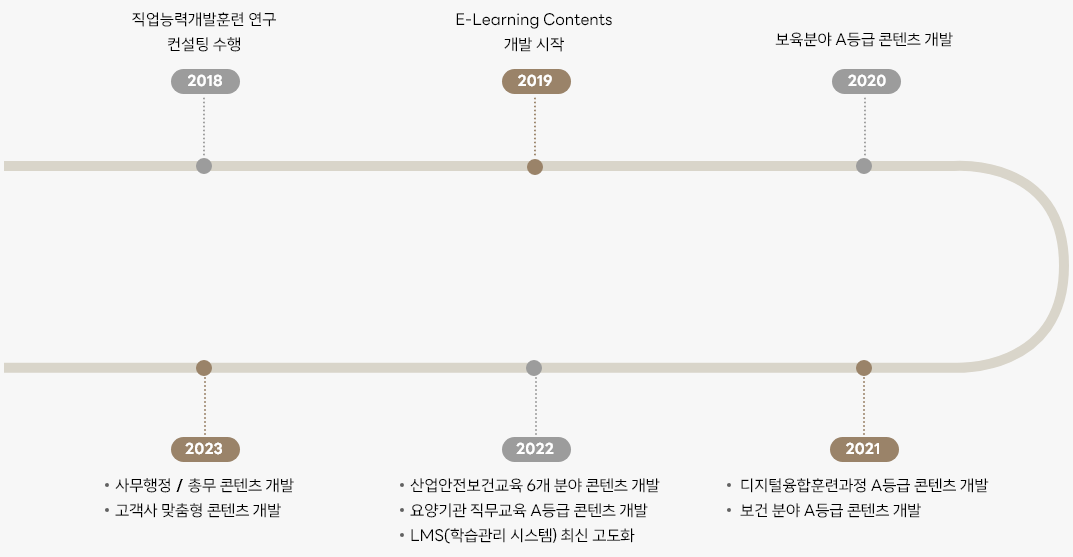 직업능력개발훈련 연구
컨설팅 수행
2018
E-Learning Contents
개발 시작
2019
보육분야 A등급 콘텐츠 개발
2020
2023
• 사무행정 / 총무 콘텐츠 개발
• 고객사 맞춤형 콘텐츠 개발
2022
• 산업안전보건교육 6개 분야 콘텐츠 개발
• 요양기관 직무교육 A등급 콘텐츠 개발
• LMS(학습관리 시스템) 최신 고도화
2021
• 디지털융합훈련과정 A등급 콘텐츠 개발
• 보건 분야 A등급 콘텐츠 개발